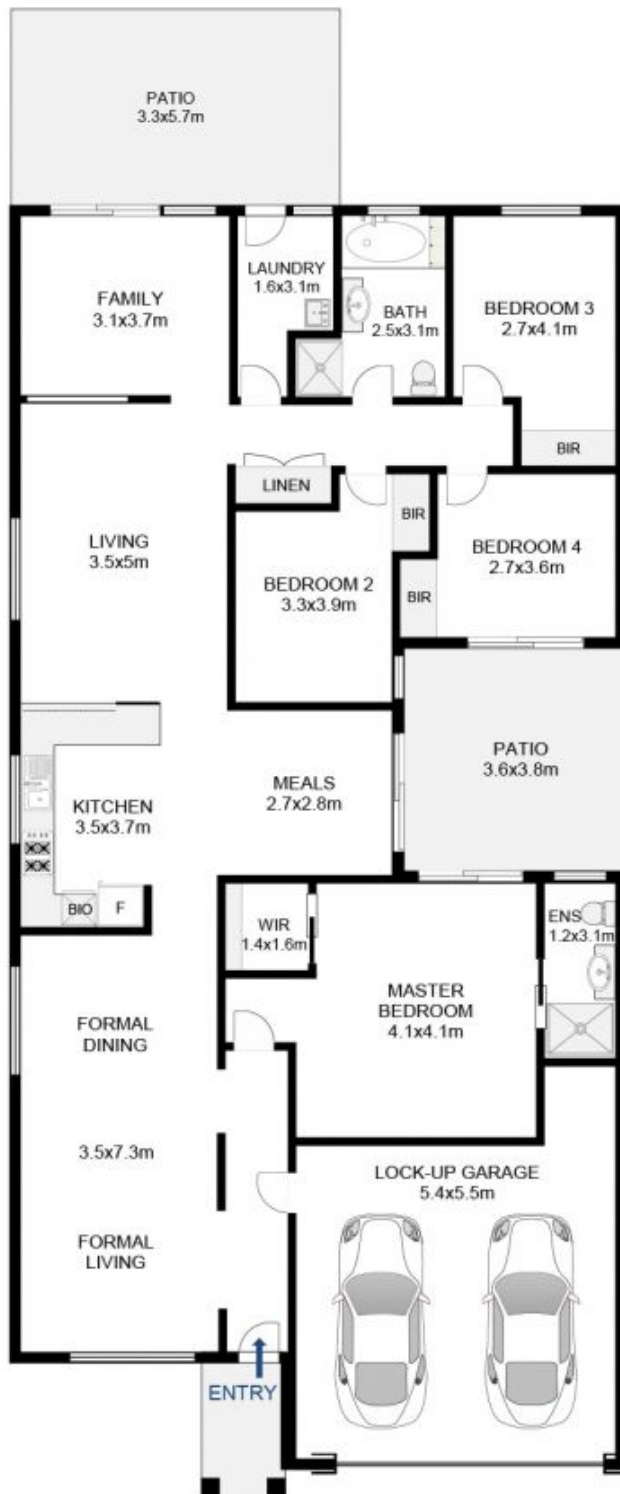 PATIO
3.3x5.7m
FAMILY
3.1x3.7m
LAUNDRY
1.6x3.1m
BATH
2.5x3.1m
BEDROOM 3
2.7x4.1m
BIR
LINEN
BIR
LIVING
3.5x5m
BEDROOM 2
3.3x3.9m
BEDROOM 4
2.7x3.6m
BIR
PATIO
3.6x3.8m
KITCHEN
3.5x3.7m
MEALS
2.7x2.8m
BIO
F
WIR
1.4x1.6m
ENS
1.2x3.1m
MASTER
BEDROOM
4.1x4.1m
FORMAL
DINING
3.5x7.3m
FORMAL
LIVING
LOCK-UP GARAGE
5.4x5.5m
ENTRY